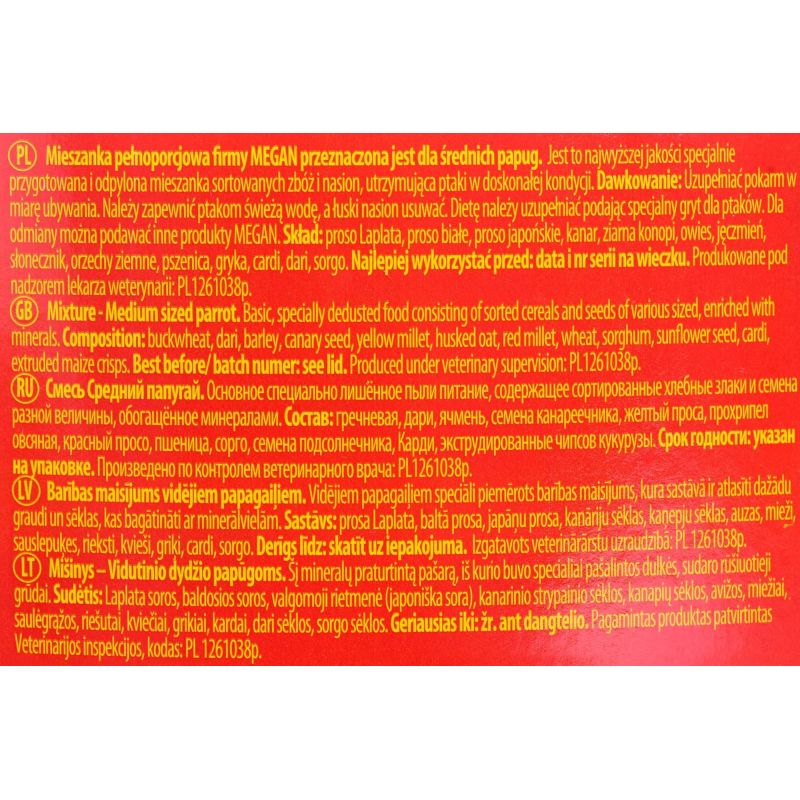 PL Mieszanka pełnoporcjowa firmy MEGAN przeznaczona jest dla średnich papug. Jest to najwyższej jakości specjalnie
przygotowana i odpylona mieszanka sortowanych zbóż i nasion, utrzymująca ptaki w doskonałej kondycji. Dawkowanie: Uzupełniać pokarm w
miarę ubywania. Należy zapewnić ptakom świeżą wodę, a łuski nasion usuwać. Dietę należy uzupełniać podając specjalny gryt dla ptaków. Dla
odmiany można podawać inne produkty MEGAN. Skład: proso Laplata, proso białe, proso japońskie, kanar, ziarna konopi, owies, jęczmień,
słonecznik, orzechy ziemne, pszenica, gryka, cardi, dari, sorgo. Najlepiej wykorzystać przed: data i nr serii na wieczku. Produkowane pod
nadzorem lekarza weterynarii: PL1261038p.
GB Mixture - Medium sized parrot. Basic, specially dedusted food consisting of sorted cereals and seeds of various sized, enriched with
minerals. Composition: buckwheat, dari, barley, canary seed, yellow millet, husked oat, red millet, wheat, sorghum, sunflower seed, cardi,
extruded maize crisps. Best before/ batch numer: see lid. Produced under veterinary supervision: PL1261038p.
RU Смесь Средний папугай. Основное специально лишённое пыли питание, содержащее сортированные хлебные злаки и семена
разной величины, обогащённое минералами. Состав: гречневая, дари, ячмень, семена канареечника, желтый проса, прохрипел
овсяная, красный просо, пшеница, сорго, семена подсолнечника, Карди, экструдированные чипсов кукурузы. Срок годности: указан
на упаковке. Произведено по контролем ветеринарного врача: PL1261038p.
LV Barības maisījums vidējiem papagaiļiem. Vidējiem papagaiļiem speciāli piemērots barības maisījums, kura sastāvā ir atlasīti dažādu
graudi un sēklas, kas bagātināti ar minerālvielām. Sastāvs: prosa Laplata, baltā prosa, japāņu prosa, kanāriju sēklas, kaņepju sēklas, auzas, mieži,
saulespuķes, rieksti, kvieši, griķi, cardi, sorgo. Derīgs līdz: skatīt uz iepakojuma. Izgatavots veterinārārstu uzraudzībā: PL 1261038p.
LT Mišinys – Vidutinio dydžio papūgoms. Šį mineralų praturtintą pašarą, iš kurio buvo specialiai pašalintos dulkės, sudaro rūšiuotieji
grūdai. Sudėtis: Laplata soros, baldosios soros, valgomoji rietmenė (japoniška sora), kanarinio strypainio sėklos, kanapių sėklos, avižos, miežiai,
saulėgrąžos, riešutai, kviečiai, grikiai, kardai, dari sėklos, sorgo sėklos. Geriausias iki: žr. ant dangtelio. Pagamintas produktas patvirtintas
Veterinarijos inspekcijos, kodas: PL 1261038p.